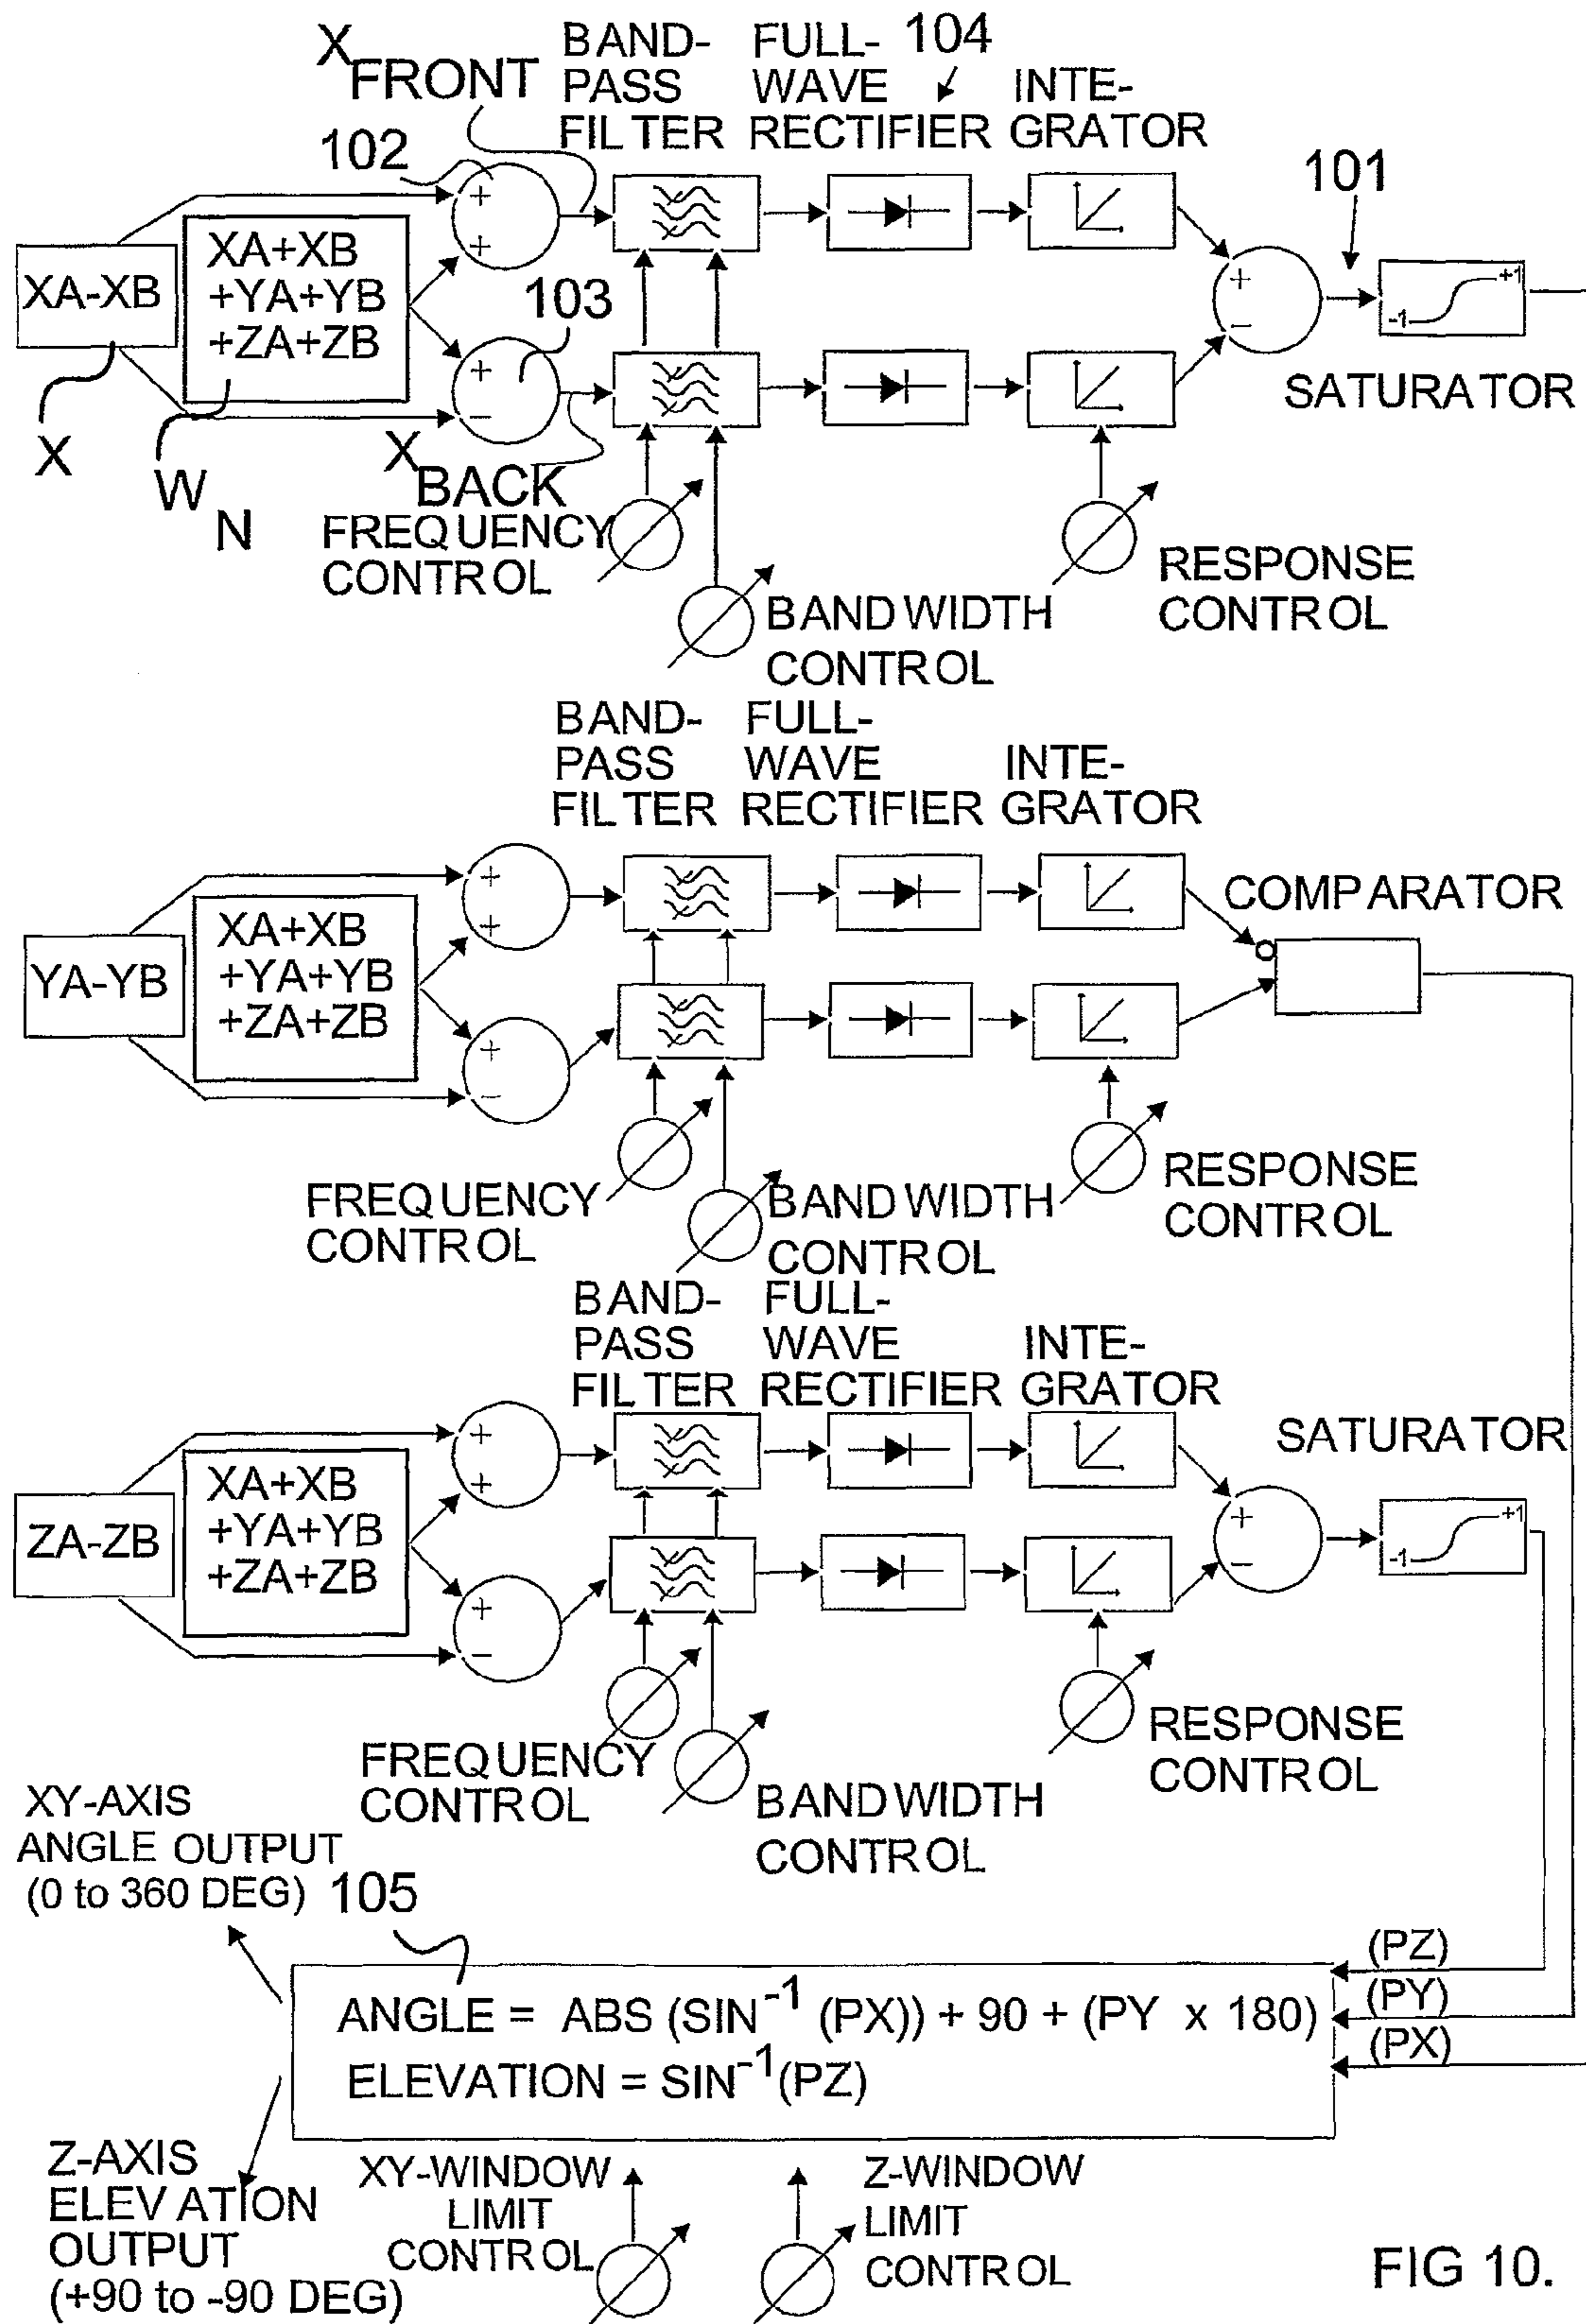 X FRONT
BAND-
PASS
FILTER
FULL-
WAVE
RECTIFIER
104
INTE-
GRATOR
102
101
XA-XB
XA+XB
+YA+YB
+ZA+ZB
+
+
103
+
-
+
-
-1
+1
SATURATOR
X
W
N
X BACK
FREQUENCY
CONTROL
BANDWIDTH
CONTROL
RESPONSE
CONTROL
BAND-
PASS
FILTER
FULL-
WAVE
RECTIFIER
INTE-
GRATOR
COMPARATOR
YA-YB
XA+XB
+YA+YB
+ZA+ZB
+
+
+
-
FREQUENCY
CONTROL
BANDWIDTH
CONTROL
RESPONSE
CONTROL
BAND-
PASS
FILTER
FULL-
WAVE
RECTIFIER
INTE-
GRATOR
SATURATOR
ZA-ZB
XA+XB
+YA+YB
+ZA+ZB
+
+
+
-
+
-
-1
+1
FREQUENCY
CONTROL
BANDWIDTH
CONTROL
RESPONSE
CONTROL
XY-AXIS
ANGLE OUTPUT
(0 to 360 DEG)
105
(PZ)
(PY)
(PX)
ANGLE = ABS (SIN⁻¹ (PX)) + 90 + (PY x 180)
ELEVATION = SIN⁻¹(PZ)
Z-AXIS
ELEVATION
OUTPUT
(+90 to -90 DEG)
XY-WINDOW
LIMIT
CONTROL
Z-WINDOW
LIMIT
CONTROL
FIG 10.